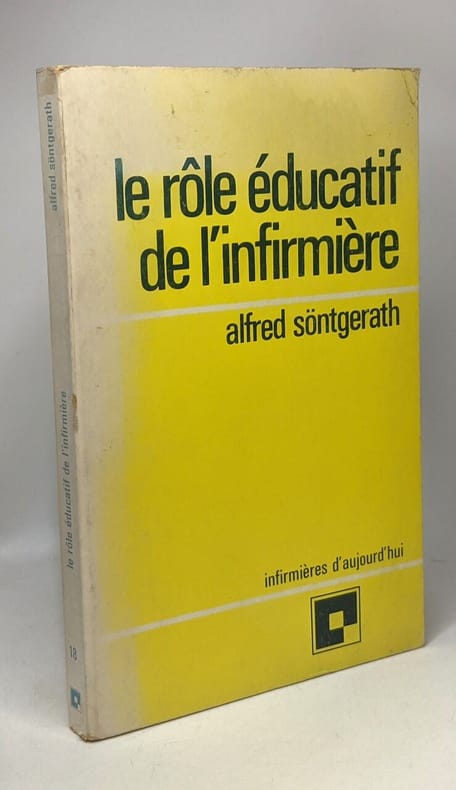 le rôle éducatif
de l'infirmière
alfred söntgerath
infirmières d'aujourd'hui
alfred söntgerath
le rôle éducatif de l'infirmière
18